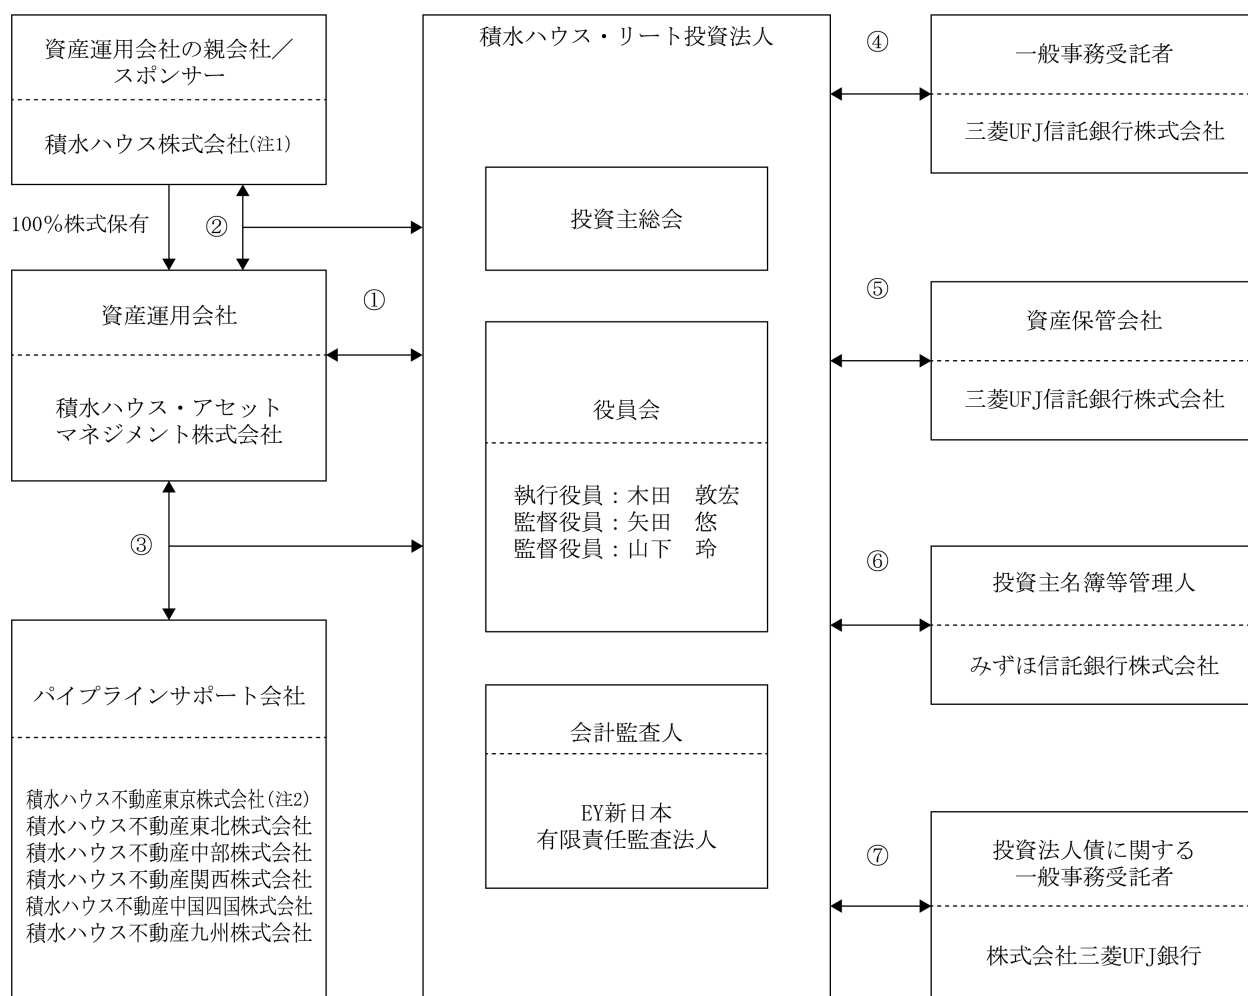 資産運用会社の親会社／
スポンサー
積水ハウス株式会社(注1)
100％株式保有
②
資産運用会社
積水ハウス・アセット
マネジメント株式会社
①
③
パイプラインサポート会社
積水ハウス不動産東京株式会社(注2)
積水ハウス不動産東北株式会社
積水ハウス不動産中部株式会社
積水ハウス不動産関西株式会社
積水ハウス不動産中国四国株式会社
積水ハウス不動産九州株式会社
積水ハウス・リート投資法人
投資主総会
役員会
執行役員：木田　敦宏
監督役員：矢田　悠
監督役員：山下　玲
会計監査人
EY新日本
有限責任監査法人
④
一般事務受託者
三菱UFJ信託銀行株式会社
⑤
資産保管会社
三菱UFJ信託銀行株式会社
⑥
投資主名簿等管理人
みずほ信託銀行株式会社
⑦
投資法人債に関する
一般事務受託者
株式会社三菱UFJ銀行